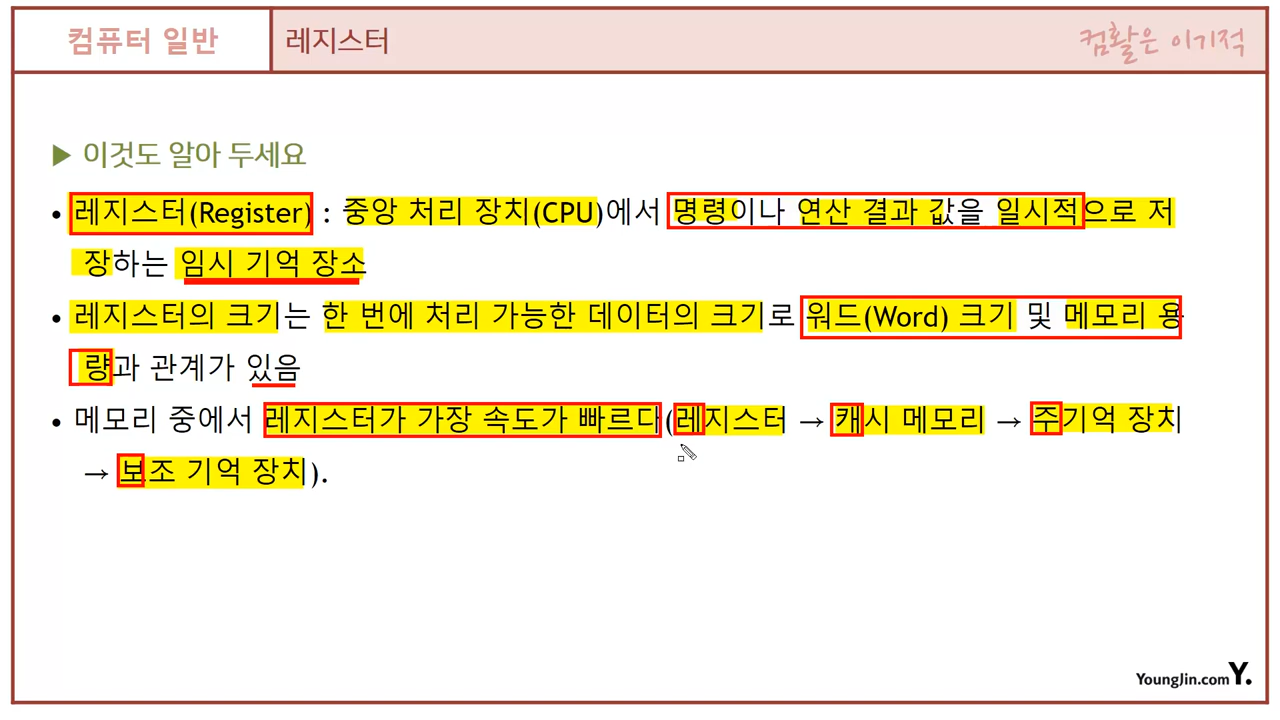 컴퓨터 일반
레지스터
컴활은 이기적
▶ 이것도 알아 두세요
• 레지스터(Register) : 중앙 처리 장치(CPU)에서 명령이나 연산 결과 값을 일시적으로 저
장하는 임시 기억 장소
• 레지스터의 크기는 한 번에 처리 가능한 데이터의 크기로 워드(Word) 크기 및 메모리 용
량과 관계가 있음
• 메모리 중에서 레지스터가 가장 속도가 빠르다(레지스터 → 캐시 메모리 → 주기억 장치
→ 보조 기억 장치).
YoungJin.com Y.